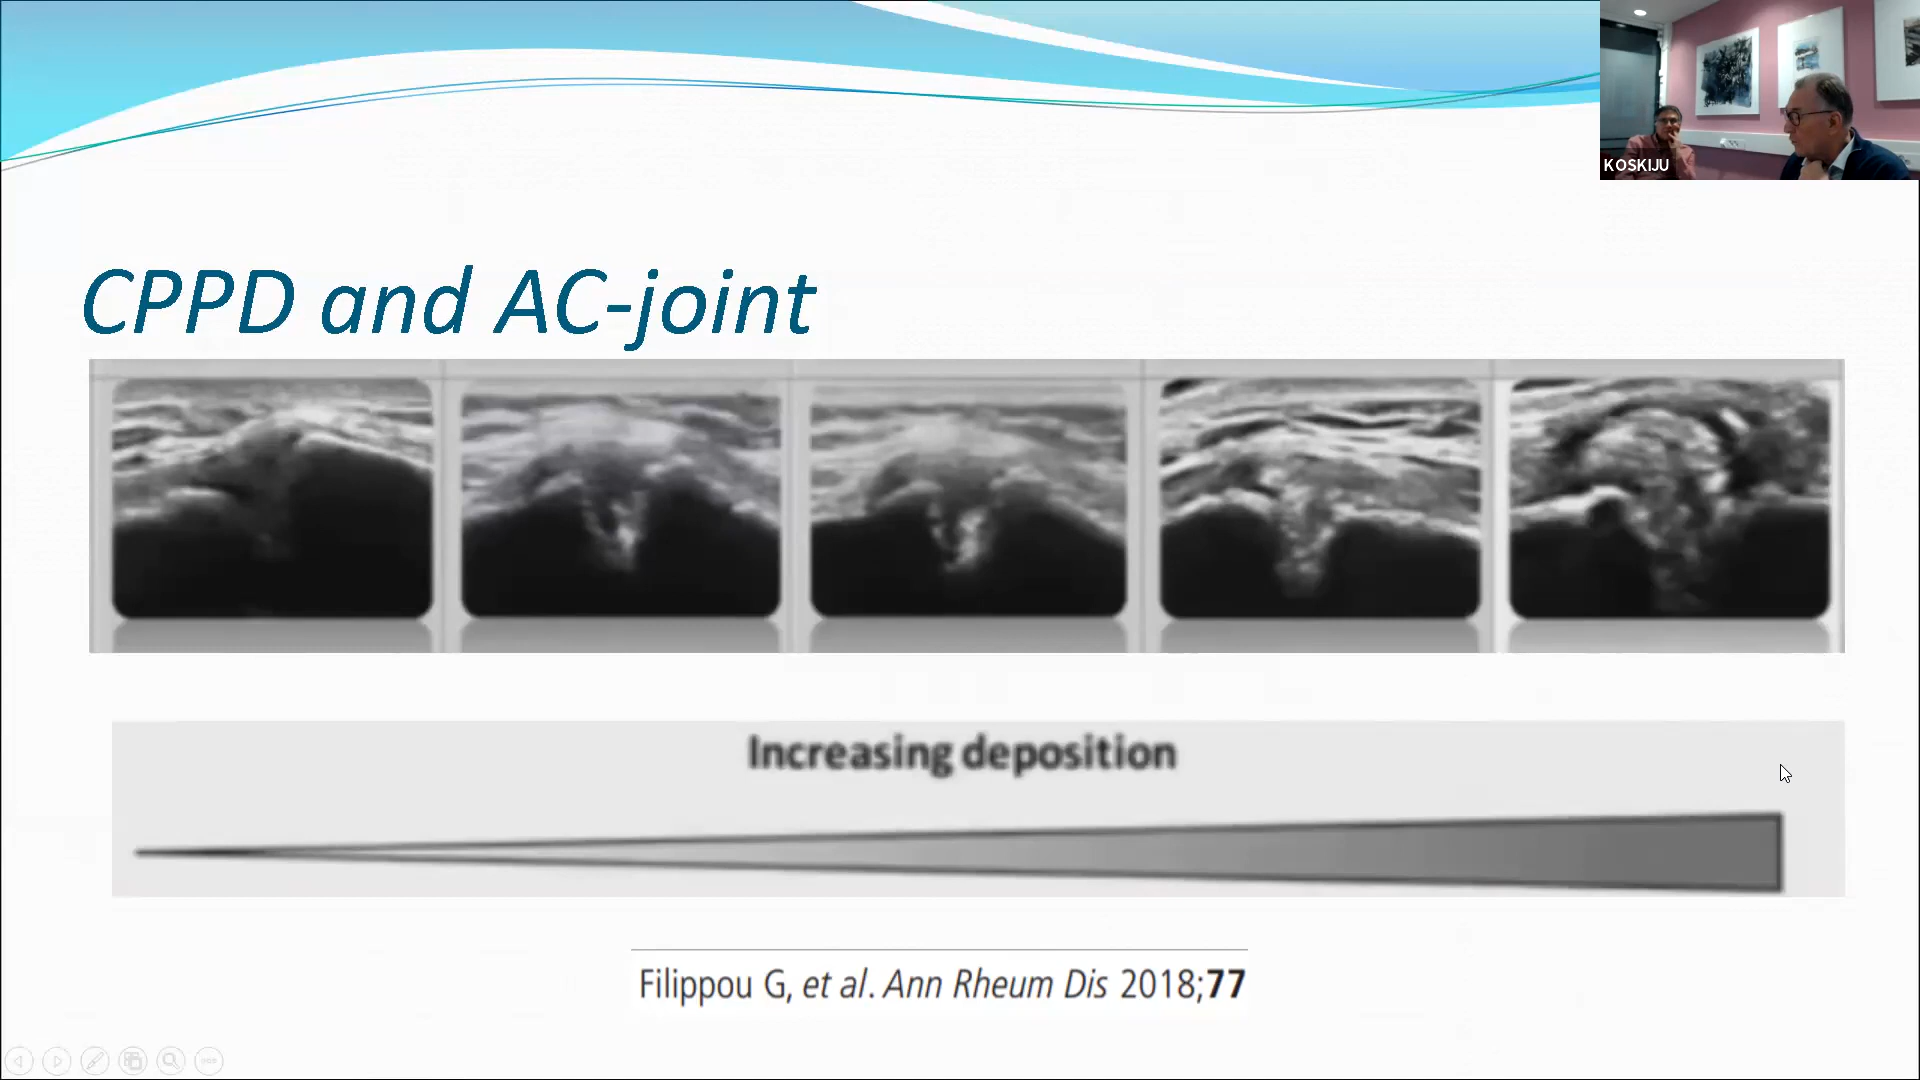 KOSKIJU
CPPD and AC-joint
Increasing deposition
Filippou G, et al. Ann Rheum Dis 2018;77